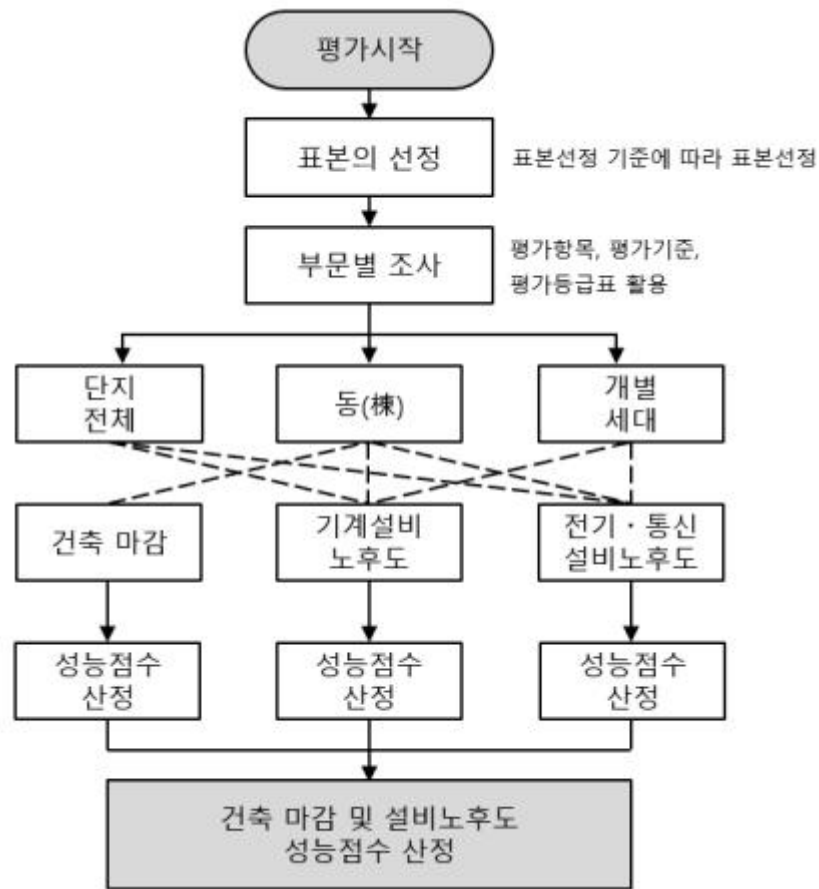 평가시작
표본의 선정
표본선정 기준에 따라 표본선정
부문별 조사
평가항목, 평가기준,
평가등급표 활용
단지
전체
동(棟)
개별
세대
건축 마감
기계설비
노후도
전기・통신
설비노후도
성능점수
산정
성능점수
산정
성능점수
산정
건축 마감 및 설비노후도
성능점수 산정